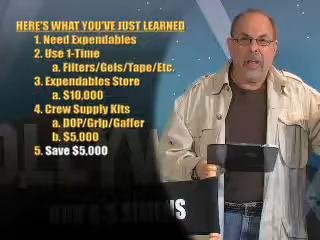 HERE'S WHAT YOU'VE JUST LEARNED
1. Need Expendables
2. Use 1-Time
a. Filters/Gels/Tape/Etc.
3. Expendables Store
a. $10,000
4. Crew Supply Kits
a. DOP/Grip/Gaffer
b. $5,000
5. Save $5,000